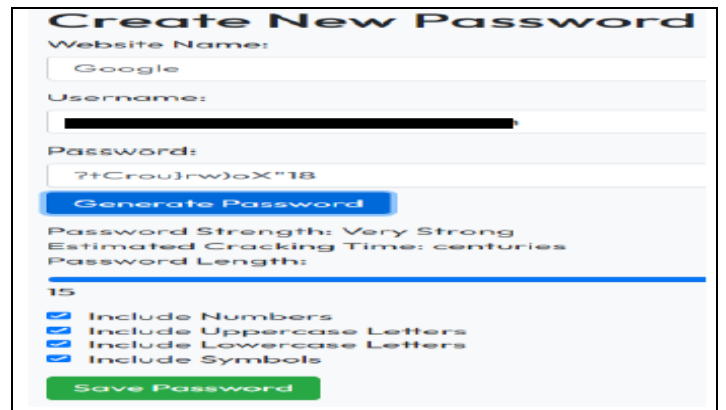 Create New Password
Website Name:
Google
Username:
Password:
?tCrou}rw)oX"18
Generate Password
Password Strength: Very Strong
Estimated Cracking Time: centuries
Password Length:
15
Include Numbers
Include Uppercase Letters
Include Lowercase Letters
Include Symbols
Save Password